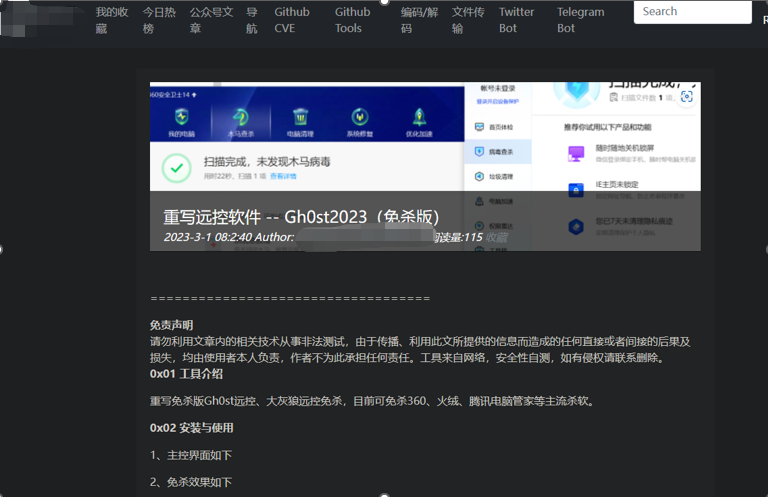 我的收藏
今日热榜
公众号文章
导航
Github CVE
Github Tools
编码/解码
文件传输
Twitter Bot
Telegram Bot
Search
60安全卫士14
我的电脑
木马查杀
电脑清理
系统修复
优化加速
扫描完成，未发现木马病毒
用时22秒，扫描 1 项 查看详情
帐号未登录
登录开启设备保护
首页体检
病毒查杀
垃圾清理
电脑加速
权限雷达
扫描文件数 1 项
推荐你试用以下产品和功能
随时随地关机锁屏
IE主页未锁定
您已7天未清理隐私痕迹
重写远控软件 -- Gh0st2023（免杀版）
2023-3-1 08:2:40 Author: 阅读量:115 收藏
===================================
免责声明
请勿利用文章内的相关技术从事非法测试，由于传播、利用此文所提供的信息而造成的任何直接或者间接的后果及
损失，均由使用者本人负责，作者不为此承担任何责任。工具来自网络，安全性自测，如有侵权请联系删除。
0x01 工具介绍
重写免杀版Gh0st远控、大灰狼远控免杀，目前可免杀360、火绒、腾讯电脑管家等主流杀软。
0x02 安装与使用
1、主控界面如下
2、免杀效果如下